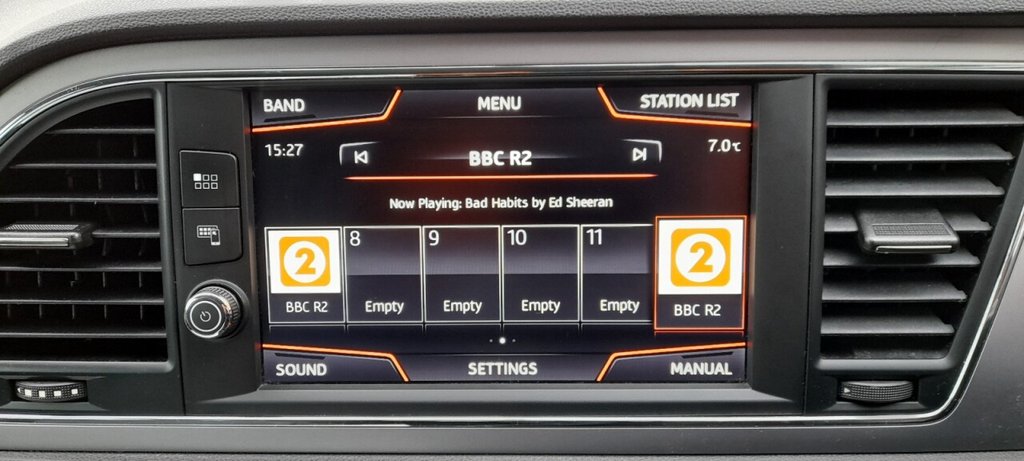 BAND MENU STATION LIST
15:27 BBC R2 7.0℃
Now Playing: Bad Habits by Ed Sheeran
2 8 9 10 11 2
BBC R2 Empty Empty Empty Empty BBC R2
SOUND SETTINGS MANUAL